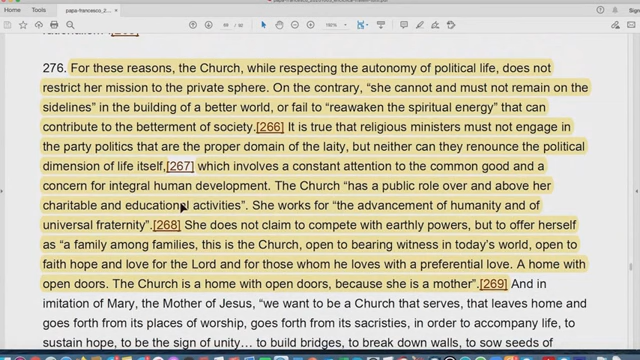 papa-francesco_2...
Home
Tools
papa-francesco_2... ×
Sign
276. For these reasons, the Church, while respecting the autonomy of political life, does not
restrict her mission to the private sphere. On the contrary, “she cannot and must not remain on the
sidelines” in the building of a better world, or fail to “reawaken the spiritual energy” that can
contribute to the betterment of society.[266] It is true that religious ministers must not engage in
the party politics that are the proper domain of the laity, but neither can they renounce the political
dimension of life itself,[267] which involves a constant attention to the common good and a
concern for integral human development. The Church “has a public role over and above her
charitable and educational activities”. She works for “the advancement of humanity and of
universal fraternity”.[268] She does not claim to compete with earthly powers, but to offer herself
as “a family among families, this is the Church, open to bearing witness in today’s world, open to
faith hope and love for the Lord and for those whom he loves with a preferential love. A home with
open doors. The Church is a home with open doors, because she is a mother”.[269] And in
imitation of Mary, the Mother of Jesus, “we want to be a Church that serves, that leaves home and
goes forth from its places of worship, goes forth from its sacristies, in order to accompany life, to
sustain hope, to be the sign of unity… to build bridges, to break down walls, to sow seeds of